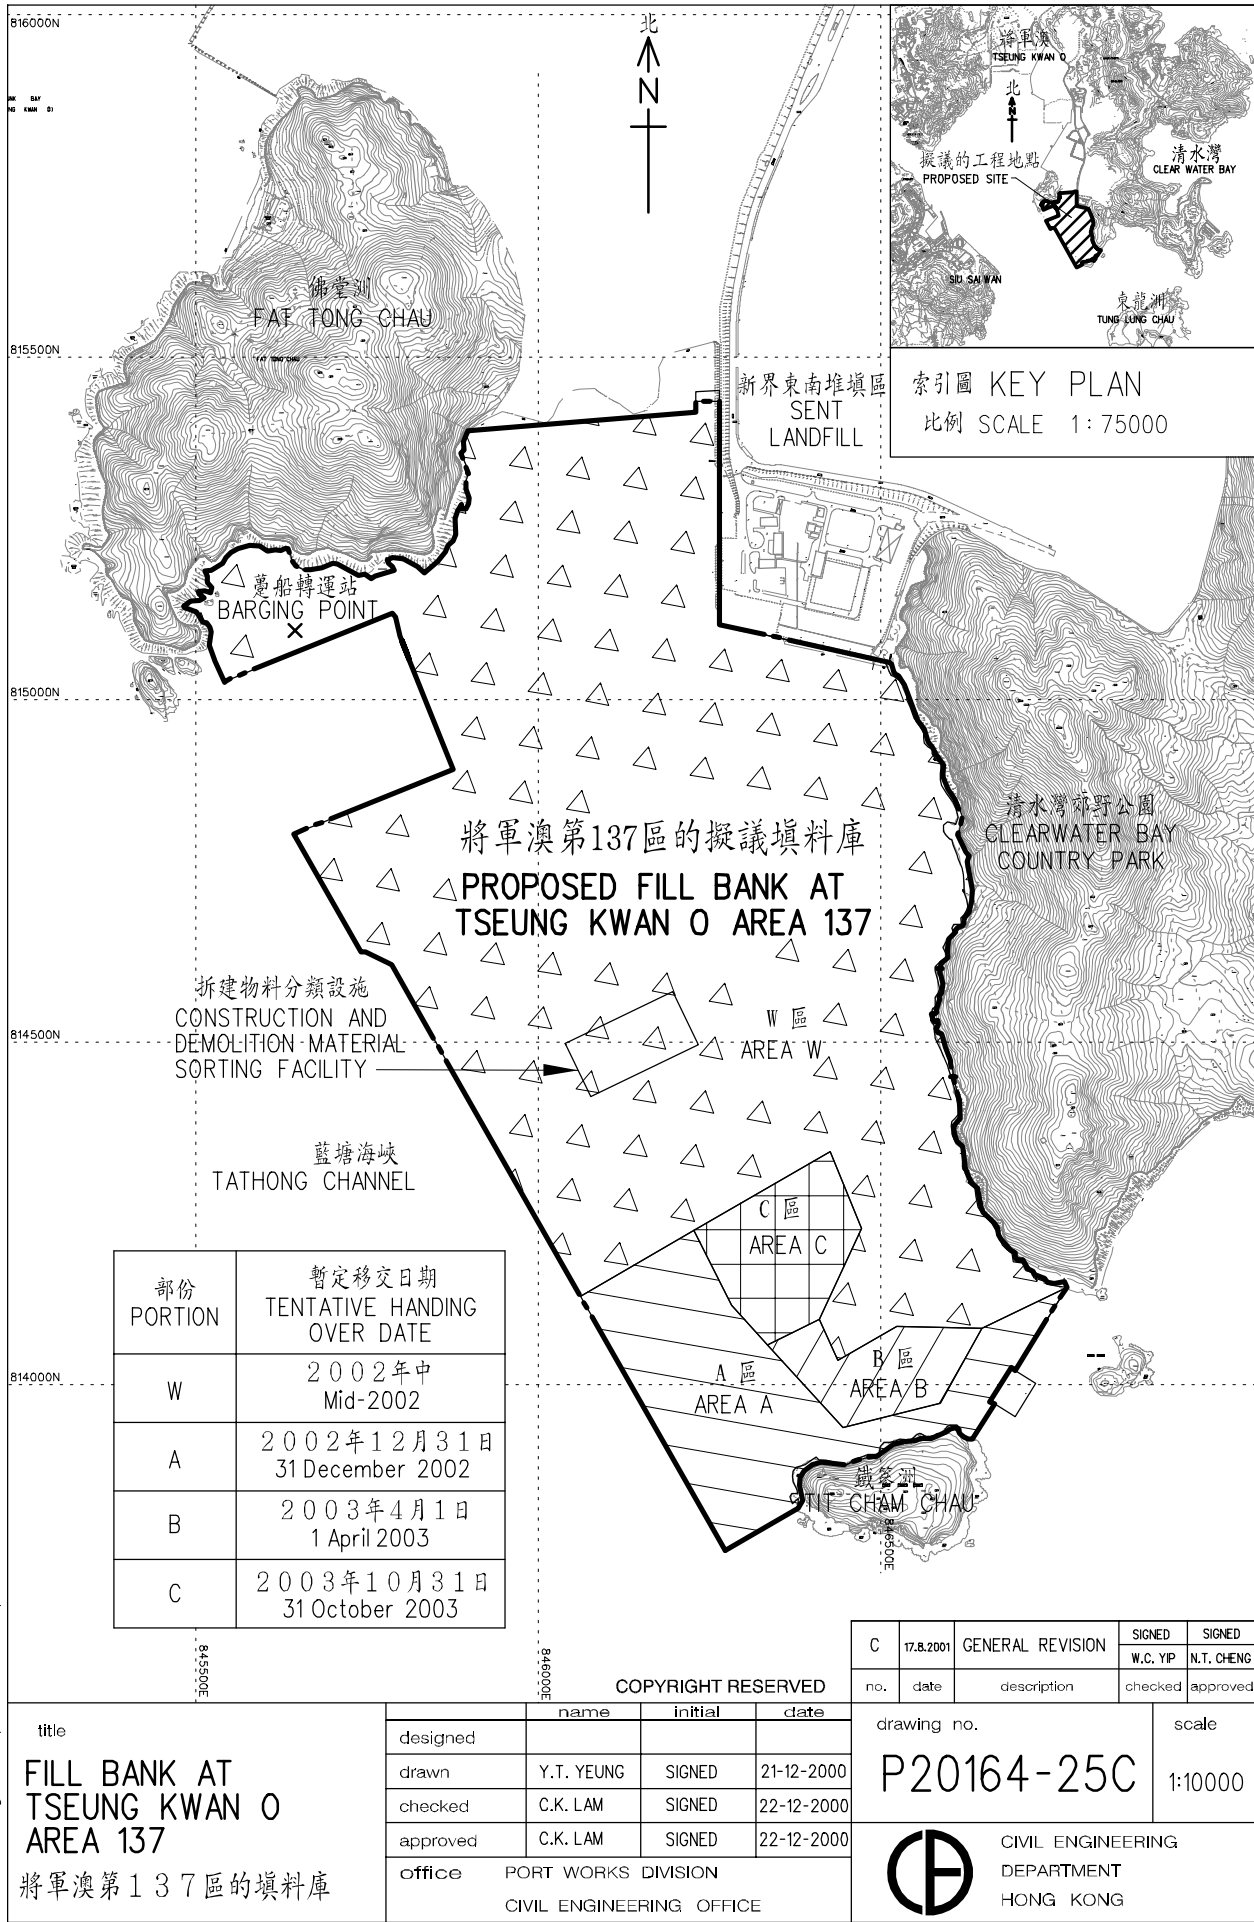 816000N
北
N
將軍澳
TSEUNG KWAN O
北
N
擬議的工程地點
PROPOSED SITE
清水灣
CLEAR WATER BAY
SIU SAI WAN
東龍洲
TUNG LUNG CHAU
索引圖 KEY PLAN
比例 SCALE 1:75000
佛堂洲
FAT TONG CHAU
FAT TONG CHAU
815500N
新界東南堆填區
SENT
LANDFILL
躉船轉運站
BARGING POINT
815000N
清水灣郊野公園
CLEARWATER BAY
COUNTRY PARK
將軍澳第137區的擬議填料庫
PROPOSED FILL BANK AT
TSEUNG KWAN O AREA 137
拆建物料分類設施
CONSTRUCTION AND
DEMOLITION MATERIAL
SORTING FACILITY
814500N
W 區
AREA W
藍塘海峽
TATHONG CHANNEL
C 區
AREA C
B 區
AREA B
A 區
AREA A
814000N
鐵篸洲
TIT CHAM CHAU
部份
PORTION
暫定移交日期
TENTATIVE HANDING
OVER DATE
W
2002年中
Mid-2002
A
2002年12月31日
31 December 2002
B
2003年4月1日
1 April 2003
C
2003年10月31日
31 October 2003
845500E
846000E
846500E
COPYRIGHT RESERVED
C 17.8.2001 GENERAL REVISION SIGNED SIGNED
W.C. YIP N.T. CHENG
no. date description checked approved
title
FILL BANK AT
TSEUNG KWAN O
AREA 137
將軍澳第137區的填料庫
name initial date
designed
drawn Y.T. YEUNG SIGNED 21-12-2000
checked C.K. LAM SIGNED 22-12-2000
approved C.K. LAM SIGNED 22-12-2000
office PORT WORKS DIVISION
CIVIL ENGINEERING OFFICE
drawing no.
P20164-25C
scale
1:10000
CIVIL ENGINEERING
DEPARTMENT
HONG KONG